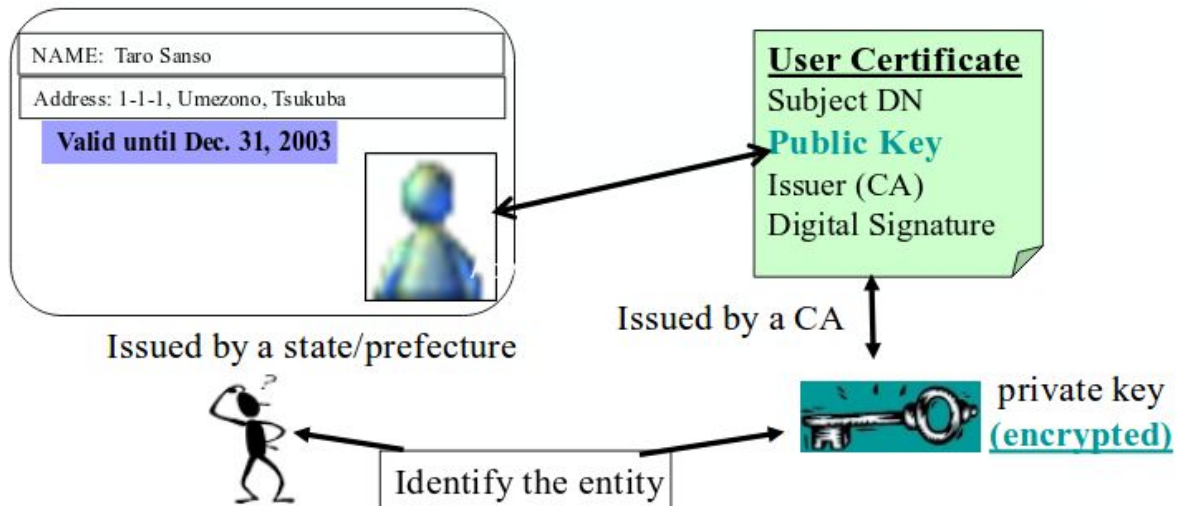 NAME: Taro Sanso
Address: 1-1-1, Umezono, Tsukuba
Valid until Dec. 31, 2003
Issued by a state/prefecture
User Certificate
Subject DN
Public Key
Issuer (CA)
Digital Signature
Issued by a CA
private key
(encrypted)
?
Identify the entity